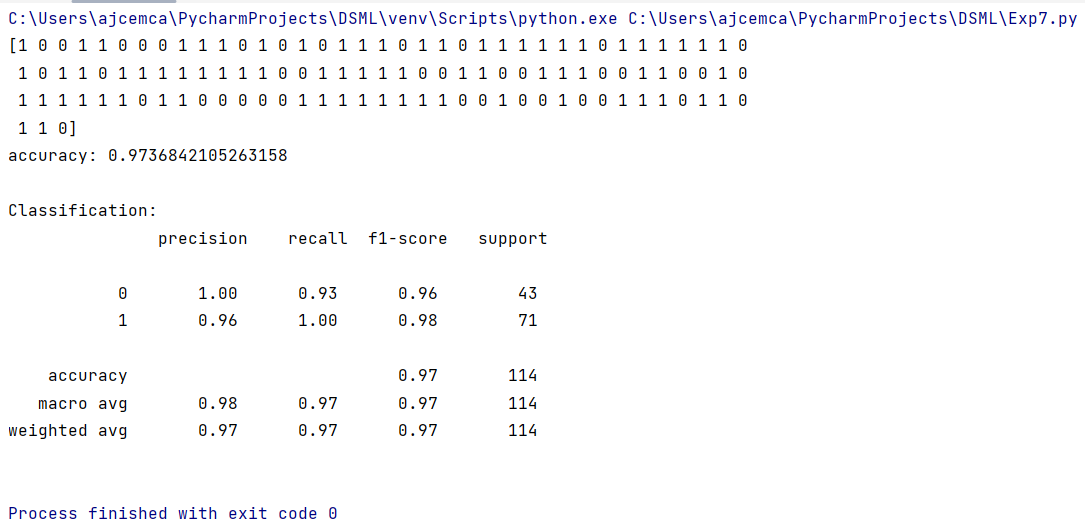 C:\Users\ajcemca\PycharmProjects\DSML\venv\Scripts\python.exe C:\Users\ajcemca\PycharmProjects\DSML\Exp7.py
[1 0 0 1 1 0 0 0 1 1 1 0 1 0 1 0 1 1 1 0 1 1 0 1 1 1 1 1 1 0 1 1 1 1 1 1 0
 1 0 1 1 0 1 1 1 1 1 1 1 1 0 0 1 1 1 1 1 0 0 1 1 0 0 1 1 1 0 0 1 1 0 0 1 0
 1 1 1 1 1 1 0 1 1 0 0 0 0 0 1 1 1 1 1 1 1 1 0 0 1 0 0 1 0 0 1 1 1 0 1 1 0
 1 1 0]
accuracy: 0.9736842105263158
Classification:
precision    recall  f1-score   support
0       1.00      0.93      0.96        43
1       0.96      1.00      0.98        71
accuracy                           0.97       114
macro avg       0.98      0.97      0.97       114
weighted avg       0.97      0.97      0.97       114
Process finished with exit code 0